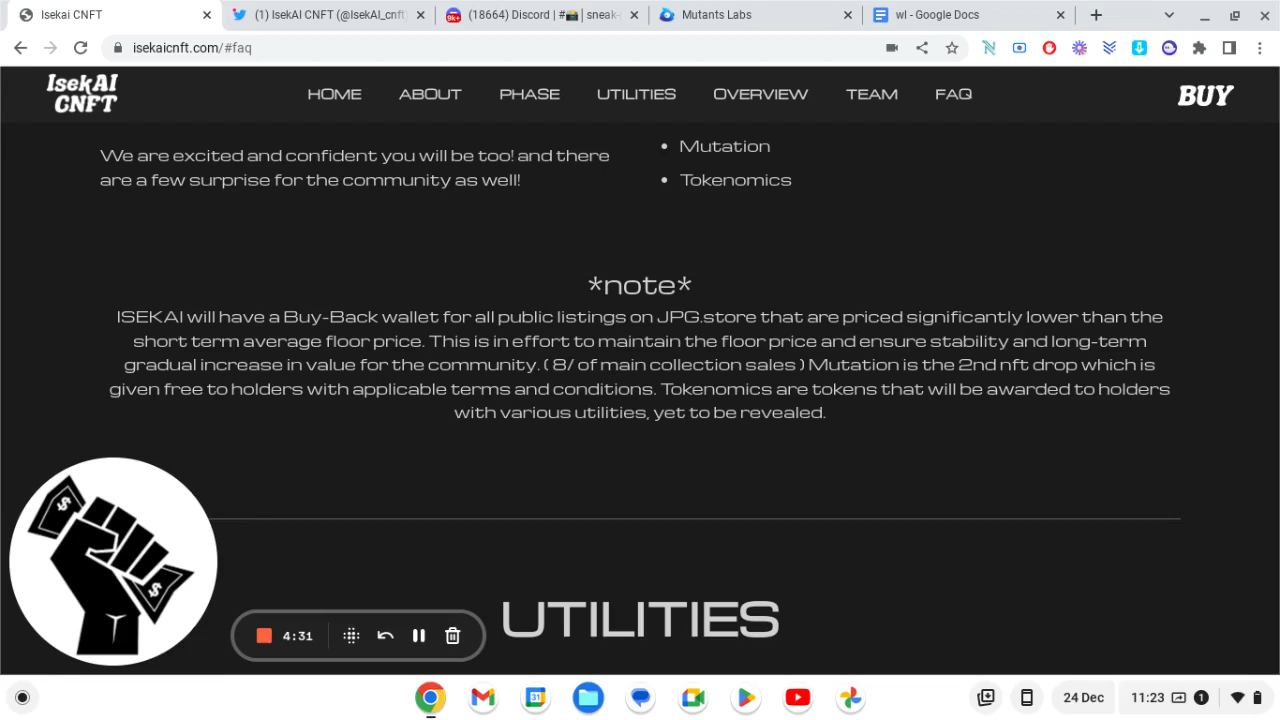 Isekai CNFT
(1) IsekAI CNFT (@IsekAI_cnft
(18664) Discord | #📸 | sneak-
Mutants Labs
wl - Google Docs
isekaicnft.com/#faq
IsekAI
CNFT
HOME
ABOUT
PHASE
UTILITIES
OVERVIEW
TEAM
FAQ
BUY
We are excited and confident you will be too! and there
are a few surprise for the community as well!
• Mutation
• Tokenomics
*note*
ISEKAI will have a Buy-Back wallet for all public listings on JPG.store that are priced significantly lower than the
short term average floor price. This is in effort to maintain the floor price and ensure stability and long-term
gradual increase in value for the community. ( 8/ of main collection sales ) Mutation is the 2nd nft drop which is
given free to holders with applicable terms and conditions. Tokenomics are tokens that will be awarded to holders
with various utilities, yet to be revealed.
$
$
4:31
UTILITIES
31
24 Dec
11:23
1